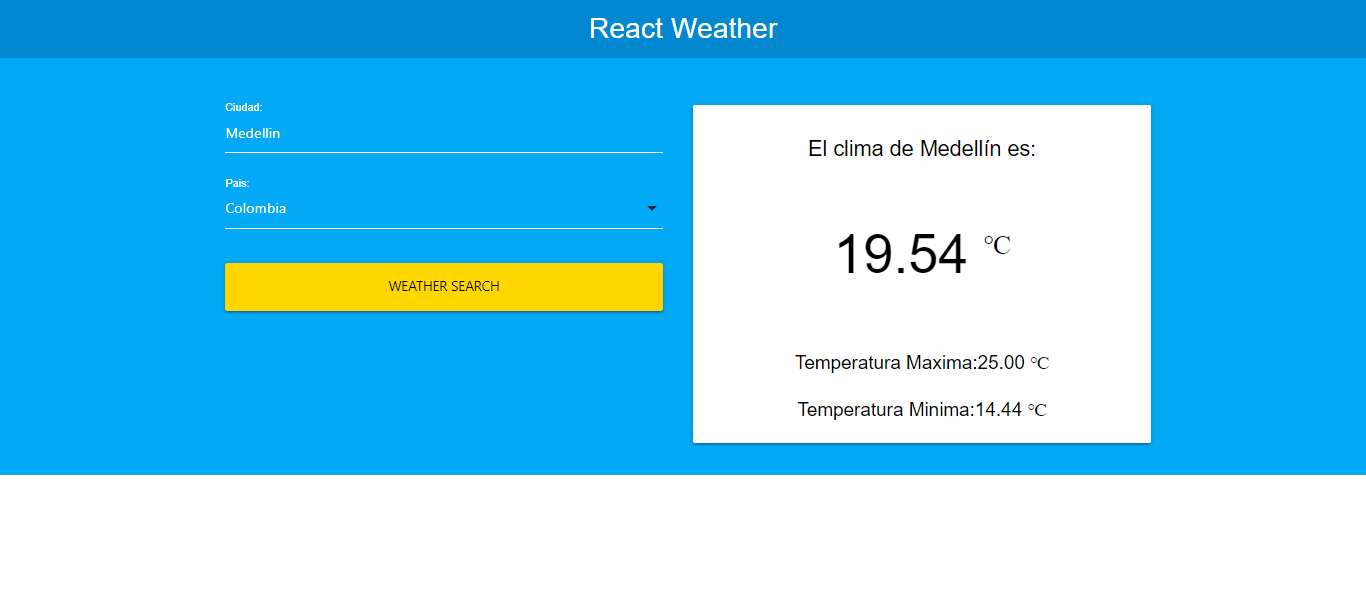 React Weather
Ciudad:
Medellin
Pais:
Colombia
WEATHER SEARCH
El clima de Medellín es:
19.54 ℃
Temperatura Maxima:25.00 ℃
Temperatura Minima:14.44 ℃